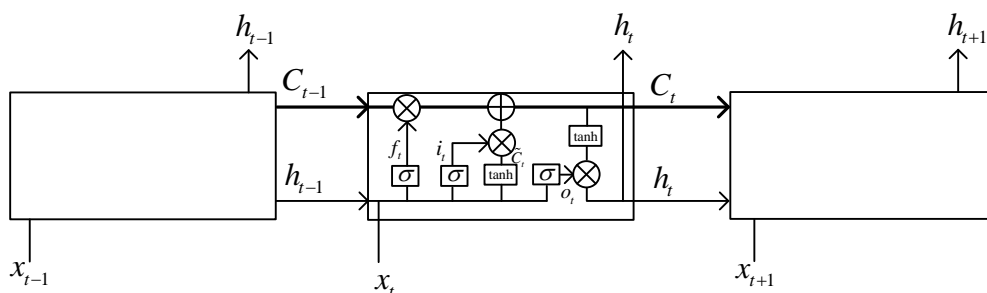 h_{t-1}
h_t
h_{t+1}
C_{t-1}
C_t
tanh
f_t
i_t
C̃_t
σ
σ
tanh
σ
o_t
h_{t-1}
h_t
x_{t-1}
x_t
x_{t+1}